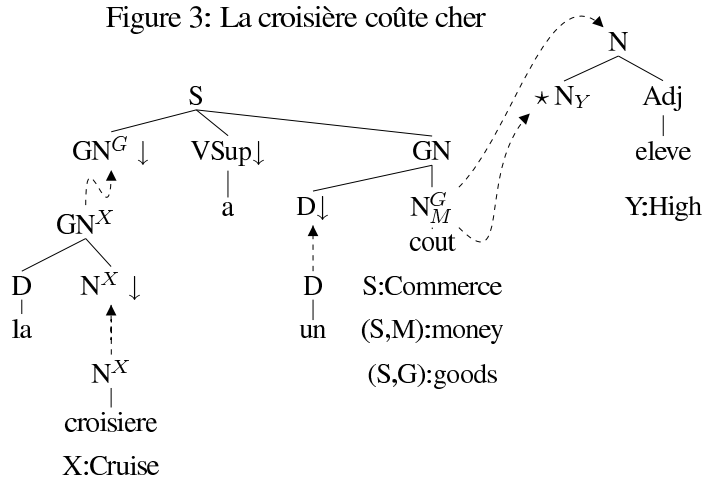 Figure 3: La croisière coûte cher
N
S
⋆ N_Y Adj
GN^G ↓ VSup↓ GN eleve
a D↓ N^G_M Y:High
GN^X cout
D N^X ↓ D S:Commerce
la un (S,M):money
N^X (S,G):goods
croisiere
X:Cruise